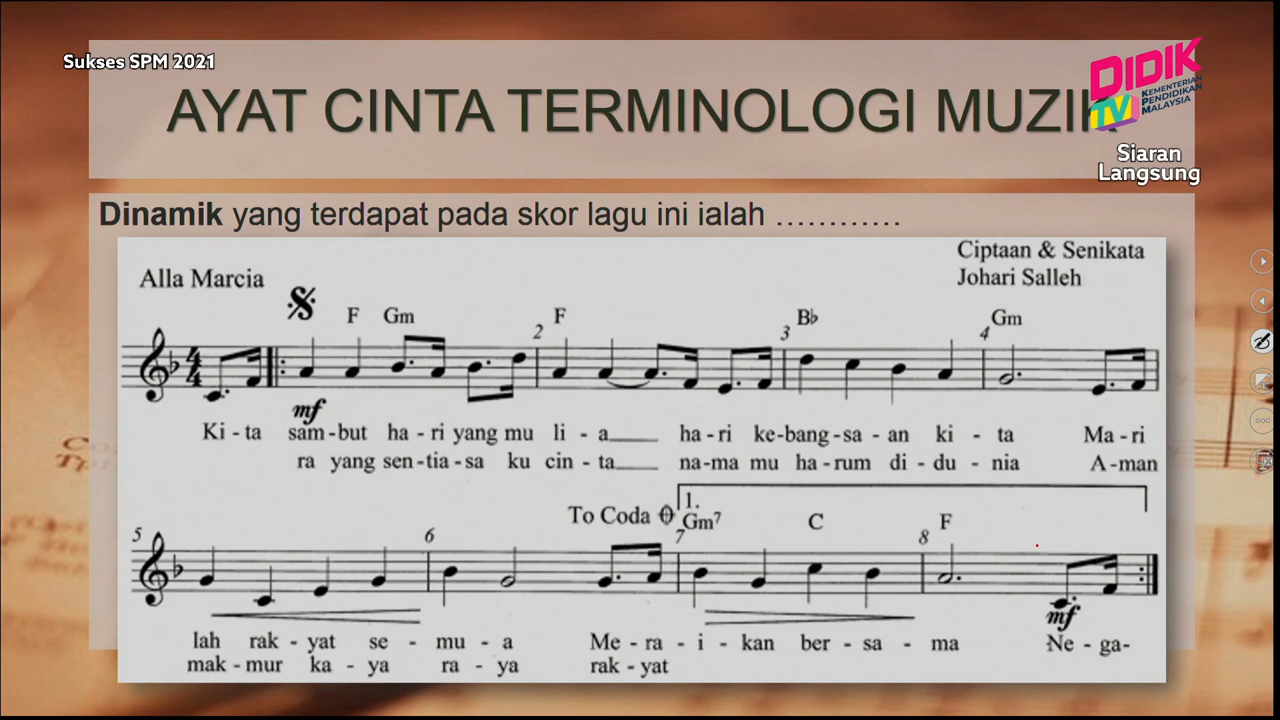 Sukses SPM 2021
AYAT CINTA TERMINOLOGI MUZIK
DIDIK
TV
KEMENTERIAN
PENDIDIKAN
MALAYSIA
Siaran
Langsung
Dinamik yang terdapat pada skor lagu ini ialah …………
Ciptaan & Senikata
Johari Salleh
Alla Marcia
F Gm 2 F 3 B♭ 4 Gm
4
4
mf
Ki - ta sam-but ha - ri yang mu li - a____ ha - ri ke-bang-sa - an ki - ta Ma - ri
ra yang sen-tia-sa ku cin - ta____ na-ma mu ha-rum di - du - nia A-man
To Coda 1.
5 6 7 Gm7 C 8 F
mf
lah rak - yat se - mu - a Me - ra - i - kan ber - sa - ma Ne - ga-
mak - mur ka - ya ra - ya rak - yat